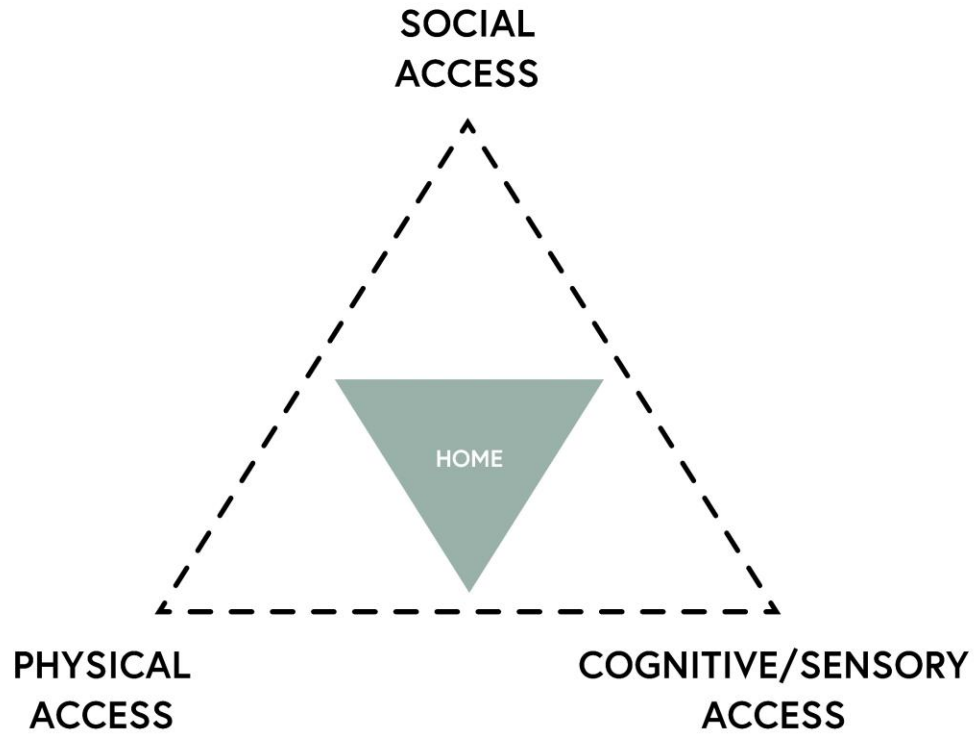 SOCIAL
ACCESS
HOME
PHYSICAL
ACCESS
COGNITIVE/SENSORY
ACCESS